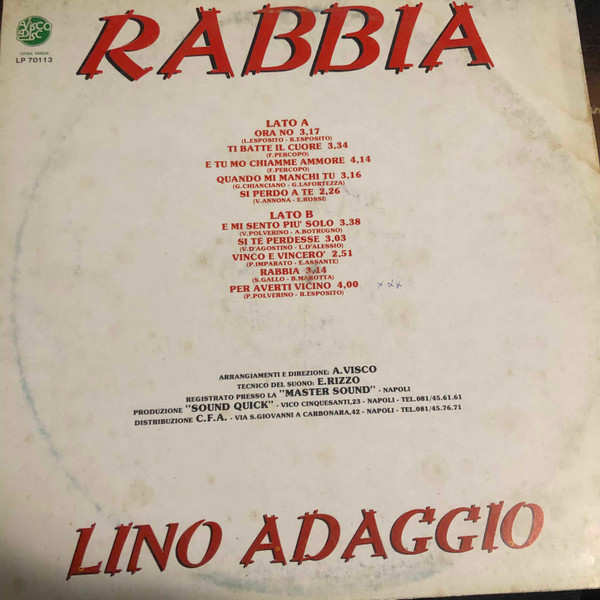 VISCO
DISC
LP 70113
RABBIA
LATO A
ORA NO 3,17
(L.ESPOSITO - R.ESPOSITO)
TI BATTE IL CUORE 3,34
(F.PERCOPO)
E TU MO CHIAMME AMMORE 4,14
(F.PERCOPO)
QUANDO MI MANCHI TU 3,16
(G.CHIANCIANO - G.LAFORTEZZA)
SI PERDO A TE 2,26
(V.ANNONA - E.ROSSI)
LATO B
E MI SENTO PIU' SOLO 3,38
(V.POLVERINO - A.BOTRUGNO)
SI TE PERDESSE 3,03
(V.D'AGOSTINO - L.D'ALESSIO)
VINCO E VINCERO' 2,51
(P.IMPARATO - E.ASSANTE)
RABBIA 3,14
(S.GALLO - B.MAROTTA)
PER AVERTI VICINO 4,00
(P.POLVERINO - R.ESPOSITO)
ARRANGIAMENTI E DIREZIONE: A.VISCO
TECNICO DEL SUONO: E.RIZZO
REGISTRATO PRESSO LA "MASTER SOUND" - NAPOLI
PRODUZIONE "SOUND QUICK" - VICO CINQUESANTI,23 - NAPOLI - TEL.081/45.61.61
DISTRIBUZIONE C.F.A. - VIA S.GIOVANNI A CARBONARA,42 - NAPOLI - TEL.081/45.76.71
LINO ADAGGIO